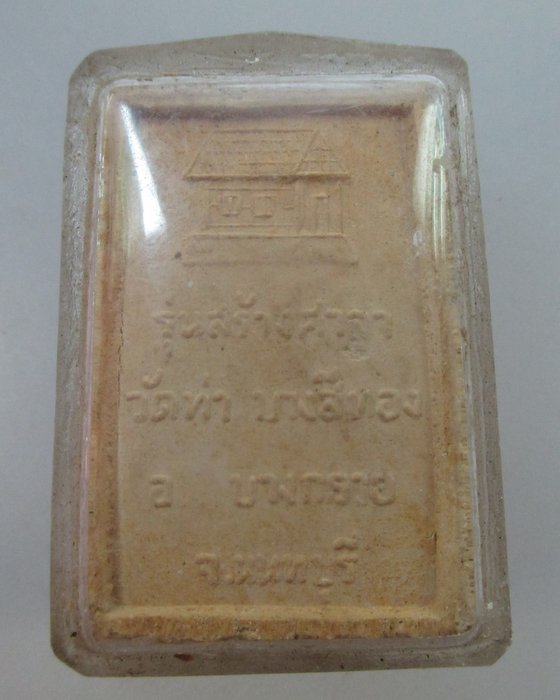 รุ่นสร้างศาลา
วัดท่า บางสีทอง
อ บางกรวย
จ.นนทบุรี